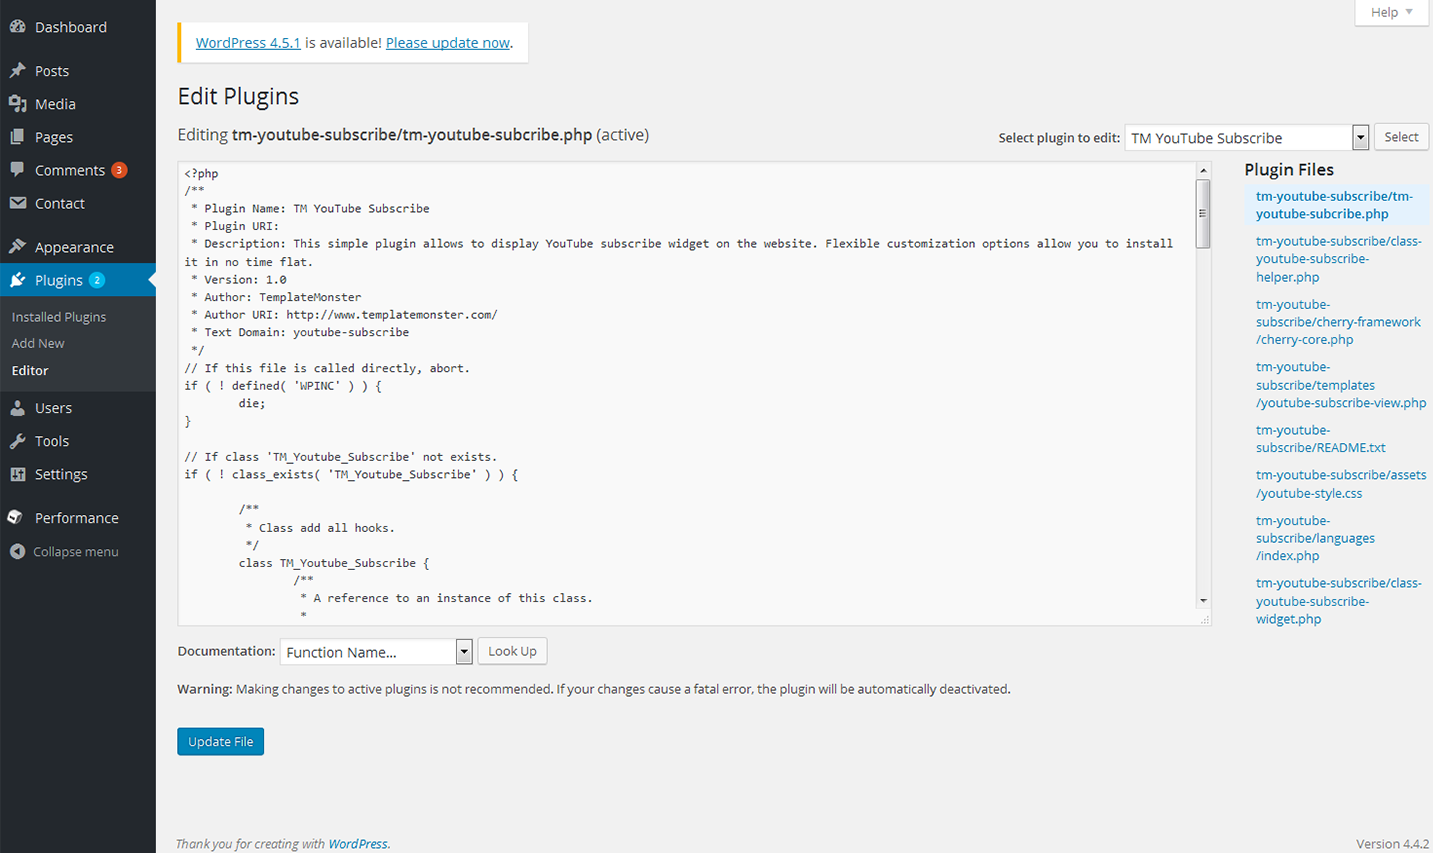 Dashboard
Posts
Media
Pages
Comments 3
Contact
Appearance
Plugins 2
Installed Plugins
Add New
Editor
Users
Tools
Settings
Performance
Collapse menu
Help
WordPress 4.5.1 is available! Please update now.
Edit Plugins
Editing tm-youtube-subscribe/tm-youtube-subcribe.php (active)
Select plugin to edit: TM YouTube Subscribe Select
<?php
/**
 * Plugin Name: TM YouTube Subscribe
 * Plugin URI:
 * Description: This simple plugin allows to display YouTube subscribe widget on the website. Flexible customization options allow you to install
it in no time flat.
 * Version: 1.0
 * Author: TemplateMonster
 * Author URI: http://www.templatemonster.com/
 * Text Domain: youtube-subscribe
 */
// If this file is called directly, abort.
if ( ! defined( 'WPINC' ) ) {
        die;
}
// If class 'TM_Youtube_Subscribe' not exists.
if ( ! class_exists( 'TM_Youtube_Subscribe' ) ) {
        /**
         * Class add all hooks.
         */
        class TM_Youtube_Subscribe {
                /**
                 * A reference to an instance of this class.
                 *
Plugin Files
tm-youtube-subscribe/tm-
youtube-subcribe.php
tm-youtube-subscribe/class-
youtube-subscribe-
helper.php
tm-youtube-
subscribe/cherry-framework
/cherry-core.php
tm-youtube-
subscribe/templates
/youtube-subscribe-view.php
tm-youtube-
subscribe/README.txt
tm-youtube-subscribe/assets
/youtube-style.css
tm-youtube-
subscribe/languages
/index.php
tm-youtube-subscribe/class-
youtube-subscribe-
widget.php
Documentation: Function Name... Look Up
Warning: Making changes to active plugins is not recommended. If your changes cause a fatal error, the plugin will be automatically deactivated.
Update File
Thank you for creating with WordPress.
Version 4.4.2